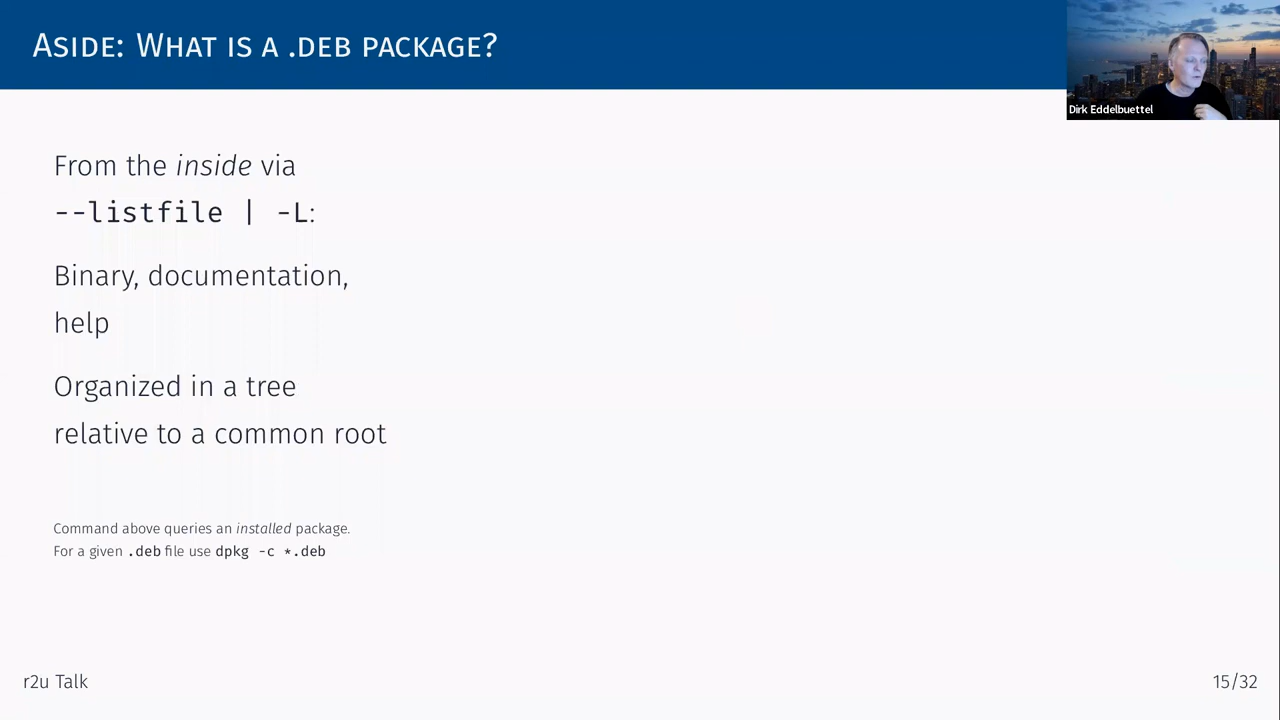 Aside: What is a .deb package?
Dirk Eddelbuettel
From the inside via
--listfile | -L:
Binary, documentation,
help
Organized in a tree
relative to a common root
Command above queries an installed package.
For a given .deb file use dpkg -c *.deb
r2u Talk
15/32